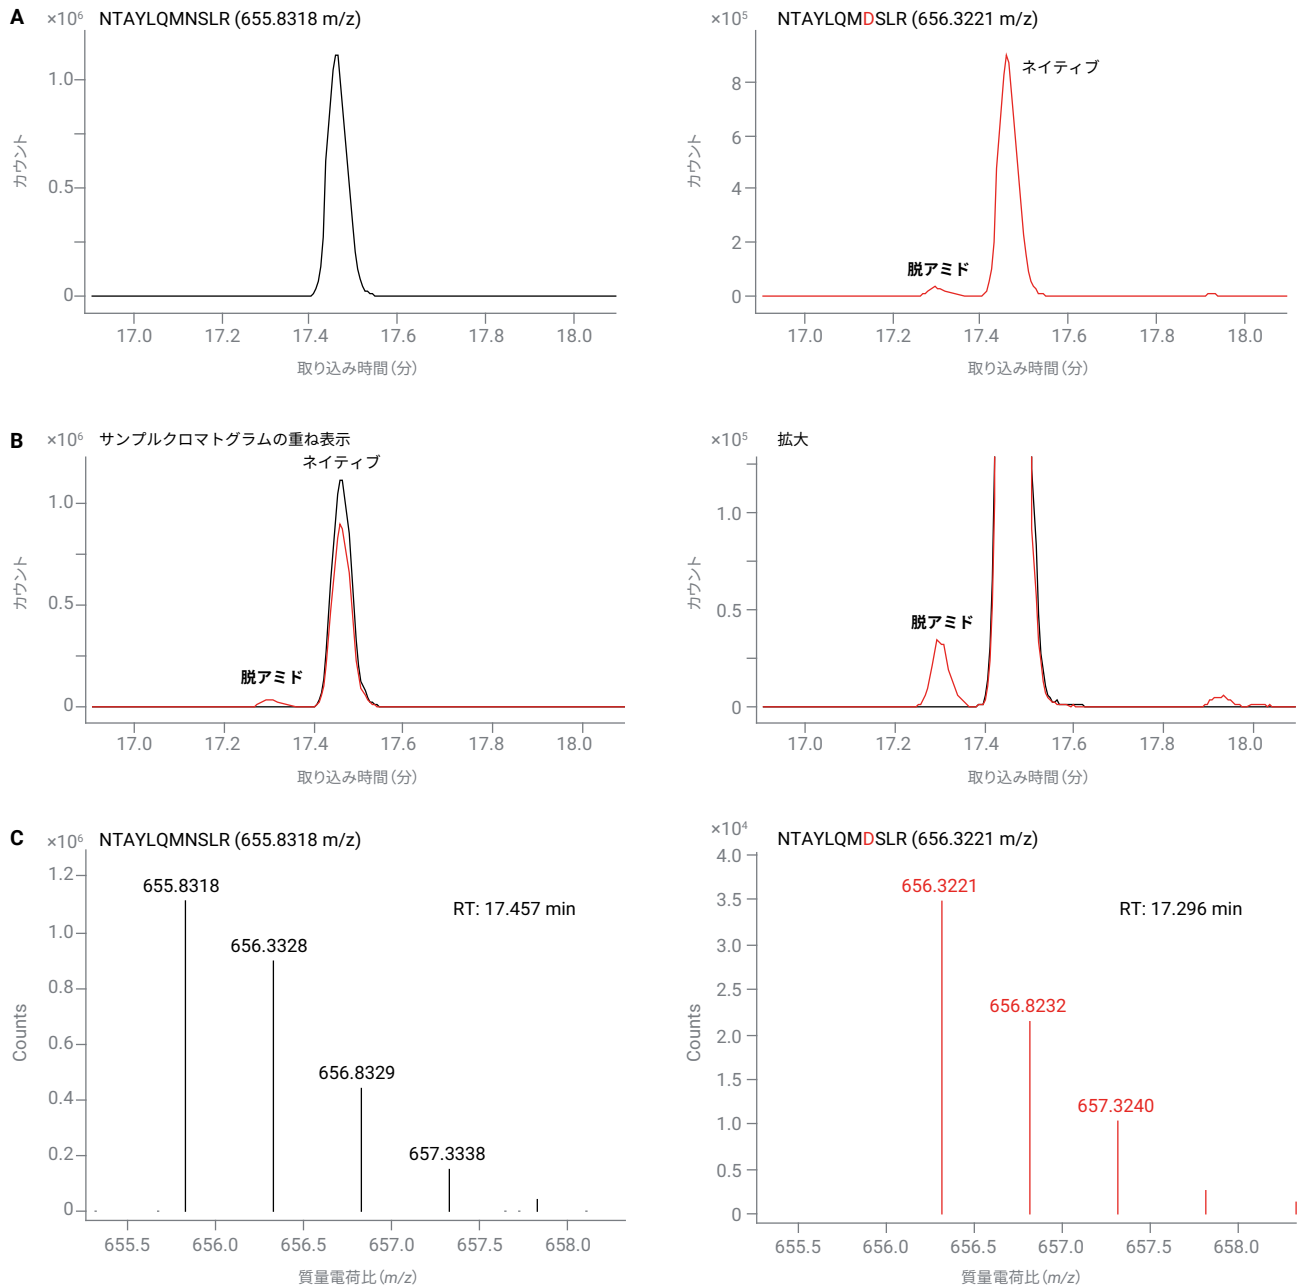 A
×10⁶ NTAYLQMNSLR (655.8318 m/z)
1.0
0.5
0
カウント
17.0 17.2 17.4 17.6 17.8 18.0
取り込み時間（分）
×10⁵ NTAYLQMDSLR (656.3221 m/z)
ネイティブ
脱アミド
8
6
4
2
0
カウント
17.0 17.2 17.4 17.6 17.8 18.0
取り込み時間（分）
B
×10⁶ サンプルクロマトグラムの重ね表示
ネイティブ
脱アミド
1.0
0.5
0
カウント
17.0 17.2 17.4 17.6 17.8 18.0
取り込み時間（分）
×10⁵ 拡大
脱アミド
1.0
0.5
0
カウント
17.0 17.2 17.4 17.6 17.8 18.0
取り込み時間（分）
C
×10⁶ NTAYLQMNSLR (655.8318 m/z)
655.8318
RT: 17.457 min
656.3328
656.8329
657.3338
1.2
1.0
0.8
0.6
0.4
0.2
0
Counts
655.5 656.0 656.5 657.0 657.5 658.0
質量電荷比（m/z）
×10⁴ NTAYLQMDSLR (656.3221 m/z)
656.3221
RT: 17.296 min
656.8232
657.3240
4.0
3.5
3.0
2.5
2.0
1.5
1.0
0.5
0
Counts
655.5 656.0 656.5 657.0 657.5 658.0
質量電荷比（m/z）